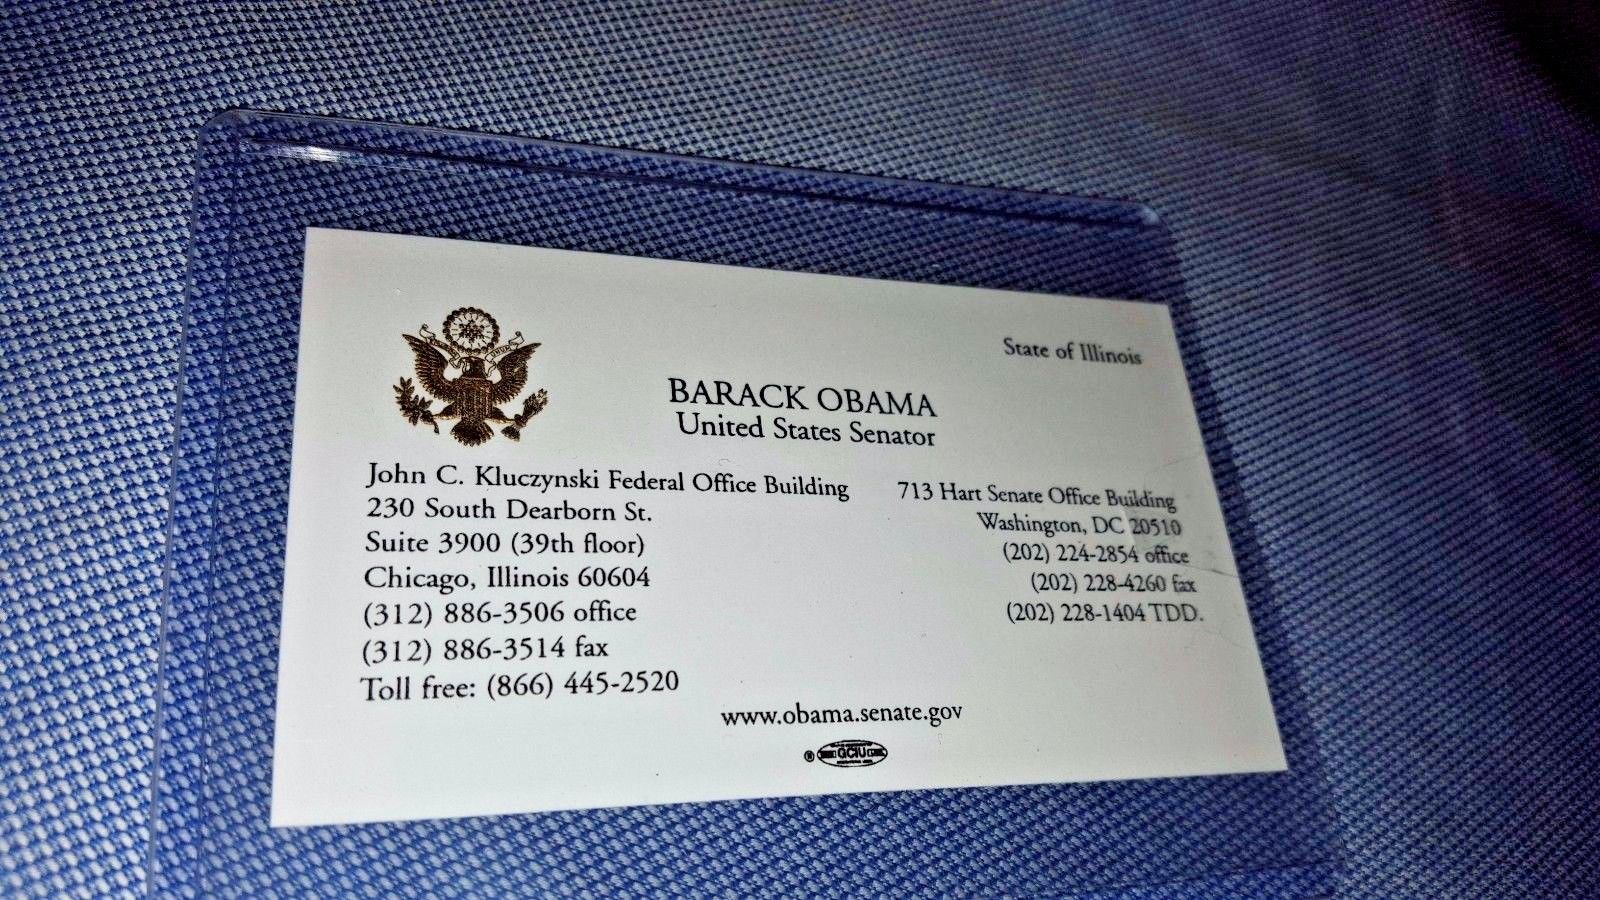 State of Illinois
BARACK OBAMA
United States Senator
John C. Kluczynski Federal Office Building
230 South Dearborn St.
Suite 3900 (39th floor)
Chicago, Illinois 60604
(312) 886-3506 office
(312) 886-3514 fax
Toll free: (866) 445-2520
713 Hart Senate Office Building
Washington, DC 20510
(202) 224-2854 office
(202) 228-4260 fax
(202) 228-1404 TDD.
www.obama.senate.gov
GCIU